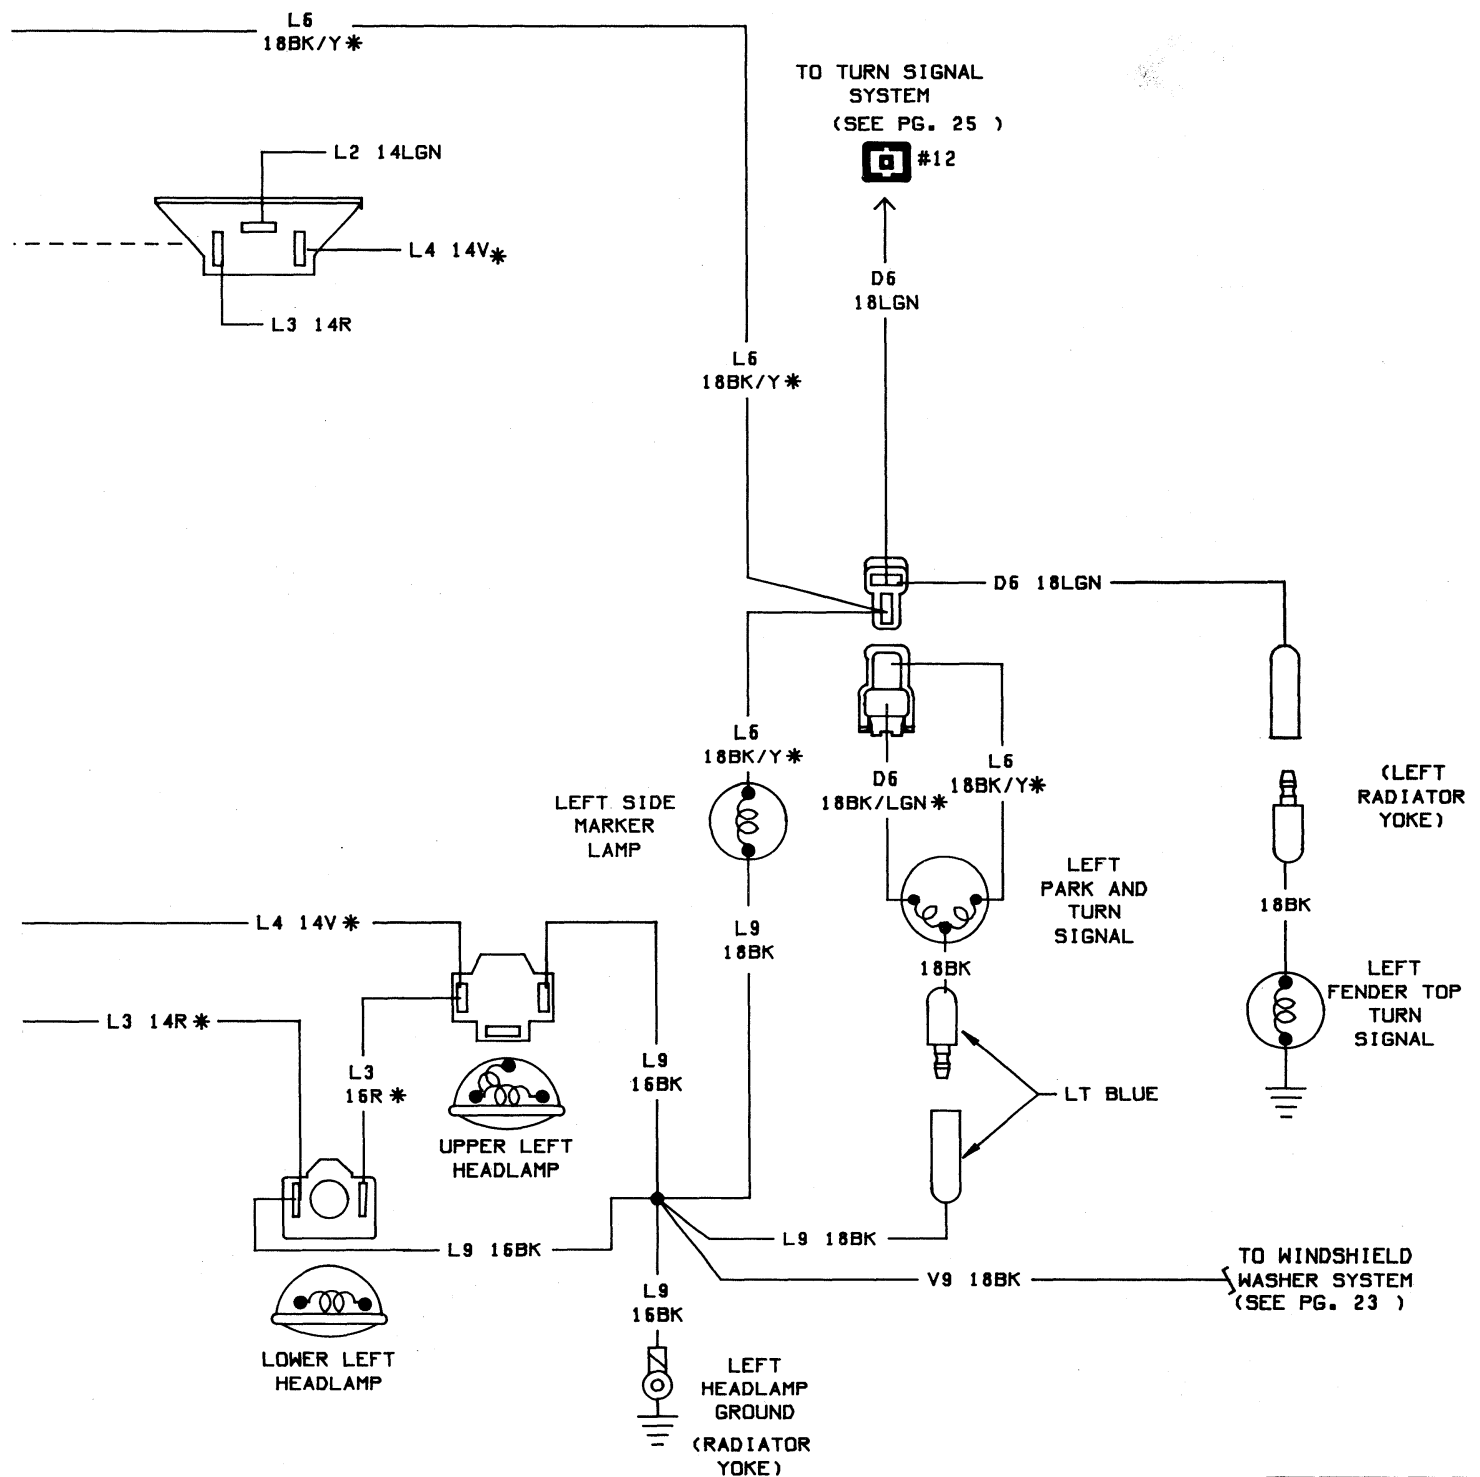 L6
18BK/Y*
TO TURN SIGNAL
SYSTEM
(SEE PG. 25 )
#12
L2 14LGN
L4 14V*
L3 14R
D6
18LGN
L6
18BK/Y*
D6 18LGN
L6
18BK/Y*
D6
18BK/LGN*
L6
18BK/Y*
(LEFT
RADIATOR
YOKE)
LEFT SIDE
MARKER
LAMP
LEFT
PARK AND
TURN
SIGNAL
18BK
L4 14V*
L9
18BK
18BK
LEFT
FENDER TOP
TURN
SIGNAL
L3 14R*
L3
16R*
L9
16BK
LT BLUE
UPPER LEFT
HEADLAMP
L9 16BK
L9 18BK
V9 18BK
TO WINDSHIELD
WASHER SYSTEM
(SEE PG. 23 )
L9
16BK
LOWER LEFT
HEADLAMP
LEFT
HEADLAMP
GROUND
(RADIATOR
YOKE)